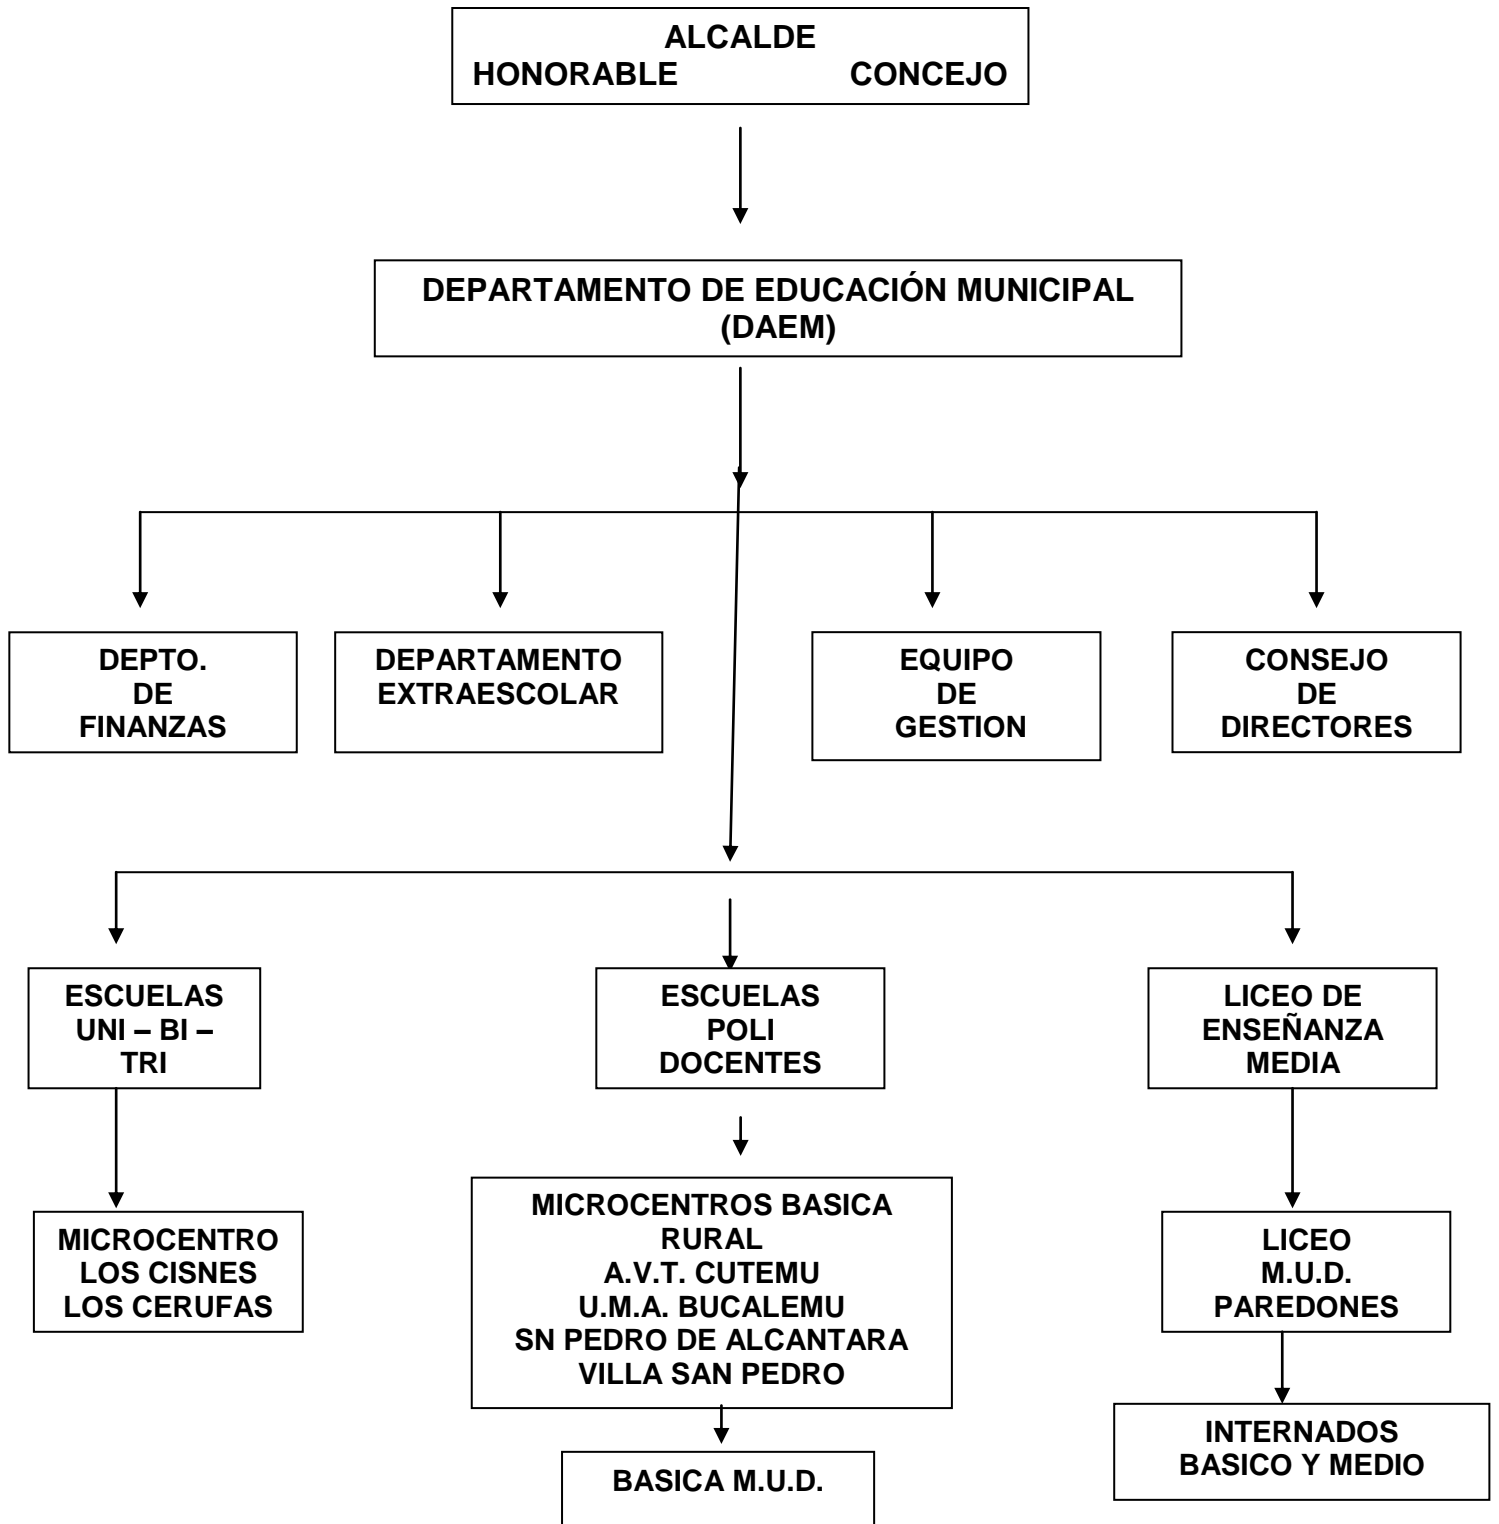 ALCALDE
HONORABLE CONCEJO
DEPARTAMENTO DE EDUCACIÓN MUNICIPAL
(DAEM)
DEPTO.
DE
FINANZAS
DEPARTAMENTO
EXTRAESCOLAR
EQUIPO
DE
GESTION
CONSEJO
DE
DIRECTORES
ESCUELAS
UNI – BI –
TRI
ESCUELAS
POLI
DOCENTES
LICEO DE
ENSEÑANZA
MEDIA
MICROCENTRO
LOS CISNES
LOS CERUFAS
MICROCENTROS BASICA
RURAL
A.V.T. CUTEMU
U.M.A. BUCALEMU
SN PEDRO DE ALCANTARA
VILLA SAN PEDRO
LICEO
M.U.D.
PAREDONES
BASICA M.U.D.
INTERNADOS
BASICO Y MEDIO